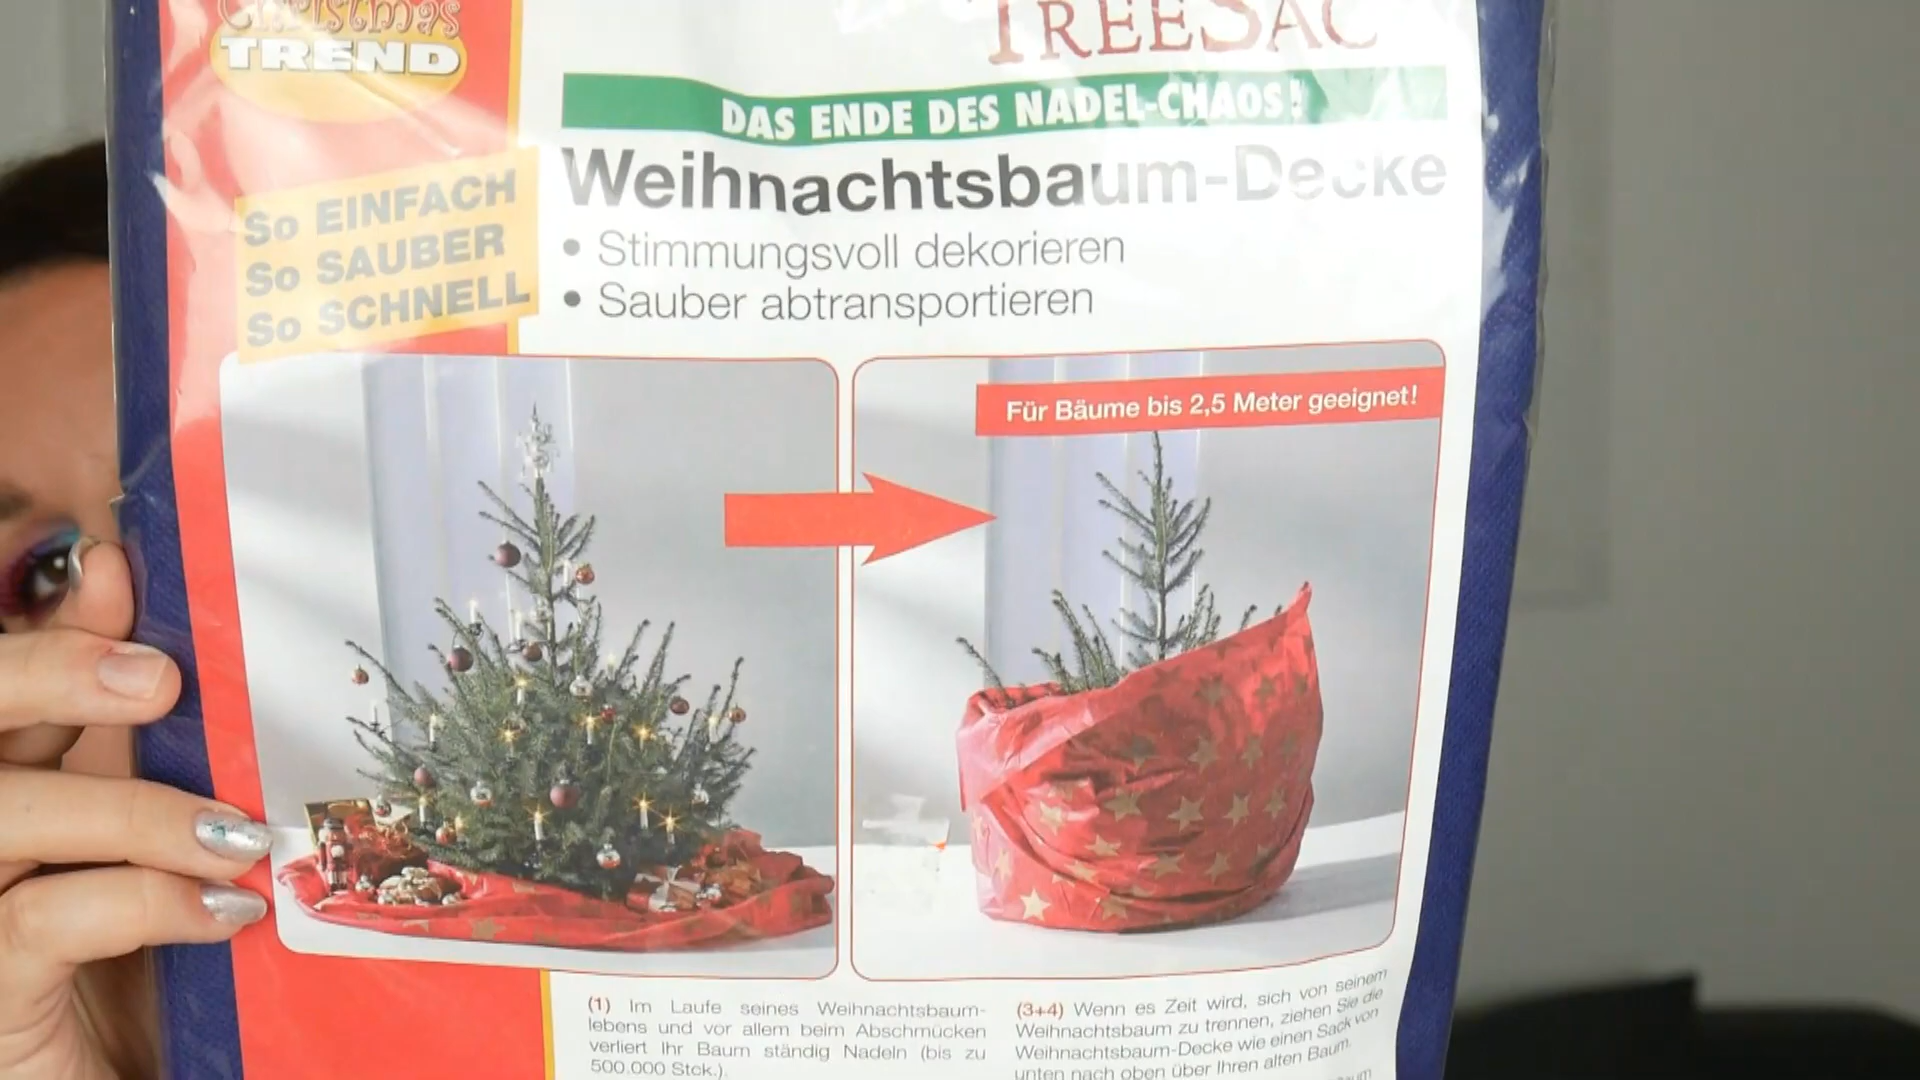 Christmas
TREND
TREESAC
DAS ENDE DES NADEL-CHAOS!
Weihnachtsbaum-Decke
So EINFACH
So SAUBER
So SCHNELL
• Stimmungsvoll dekorieren
• Sauber abtransportieren
Für Bäume bis 2,5 Meter geeignet!
(1) Im Laufe seines Weihnachtsbaum-
lebens und vor allem beim Abschmücken
verliert Ihr Baum ständig Nadeln (bis zu
500.000 Stck.).
(3+4) Wenn es Zeit wird, sich von seinem
Weihnachtsbaum zu trennen, ziehen Sie die
Weihnachtsbaum-Decke wie einen Sack von
unten nach oben über Ihren alten Baum.